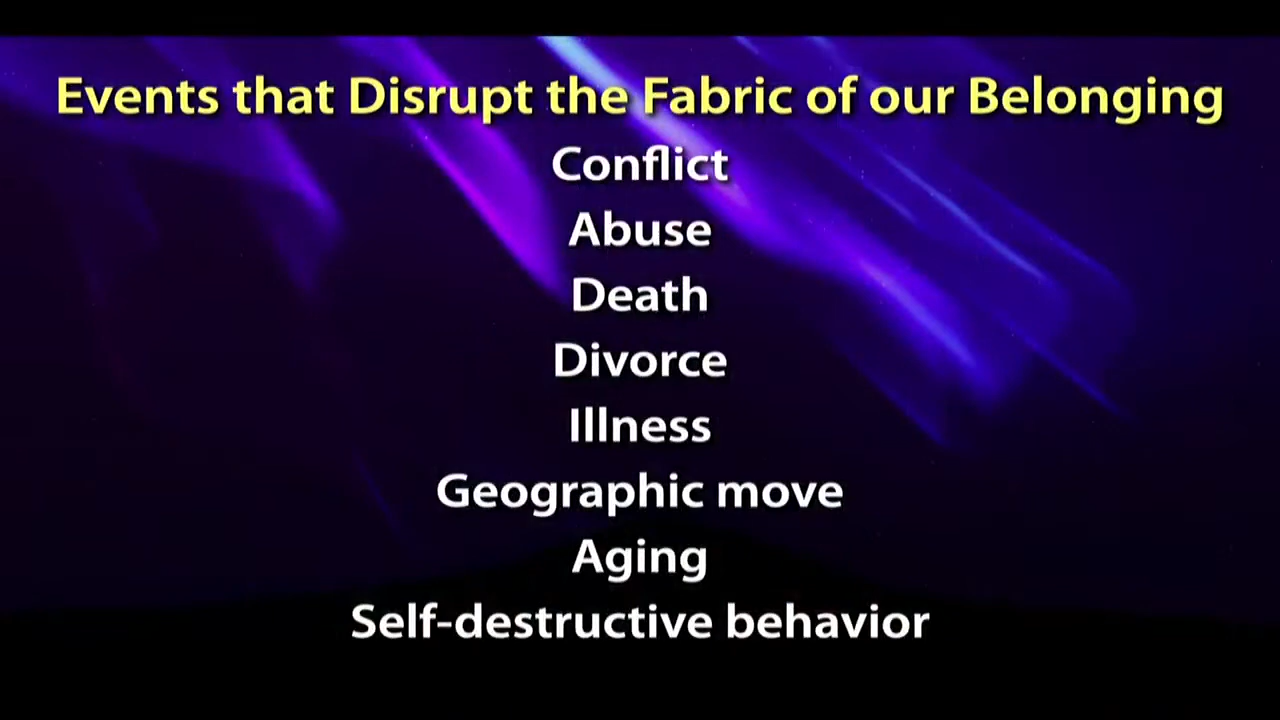 Events that Disrupt the Fabric of our Belonging
Conflict
Abuse
Death
Divorce
Illness
Geographic move
Aging
Self-destructive behavior